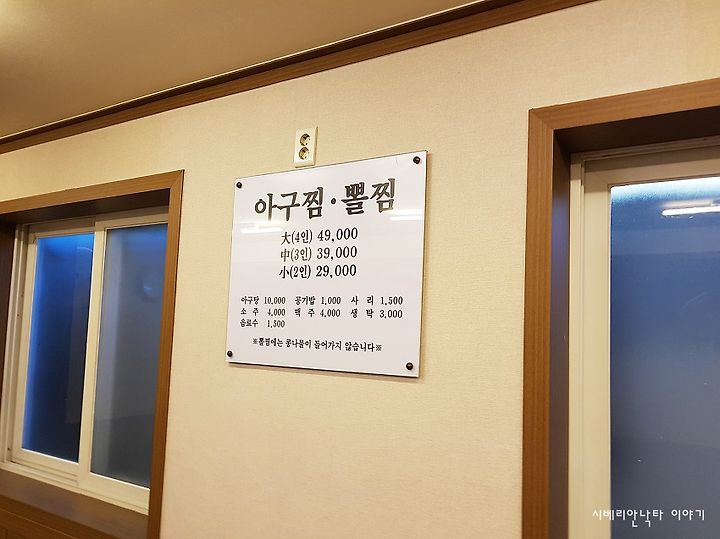 아구찜·뽈찜
大(4인) 49,000
中(3인) 39,000
小(2인) 29,000
아구탕 10,000 공기밥 1,000 사 리 1,500
소 주 4,000 맥 주 4,000 생 탁 3,000
음료수 1,500
※뽈찜에는 콩나물이 들어가지 않습니다※
시베리안낙타 이야기